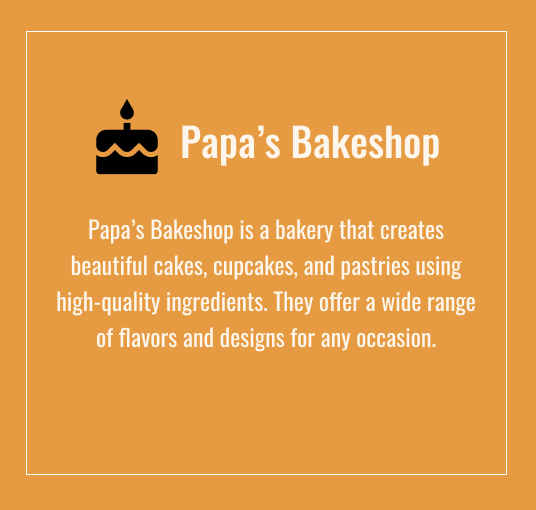 Papa’s Bakeshop
Papa’s Bakeshop is a bakery that creates
beautiful cakes, cupcakes, and pastries using
high-quality ingredients. They offer a wide range
of flavors and designs for any occasion.